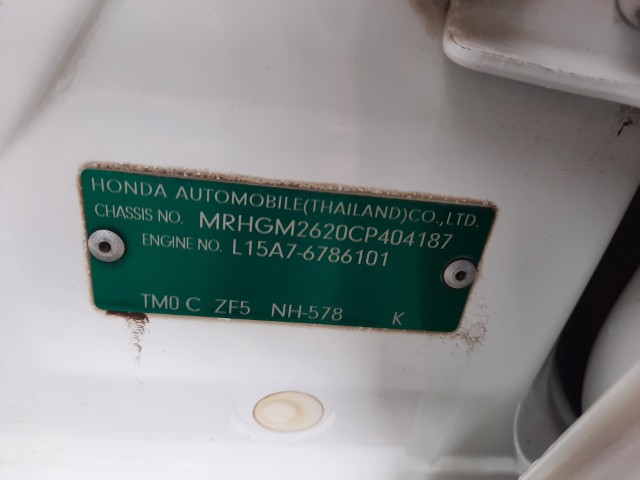 HONDA AUTOMOBILE(THAILAND)CO.,LTD.
CHASSIS NO. MRHGM2620CP404187
ENGINE NO. L15A7-6786101
TM0 C ZF5 NH-578 K